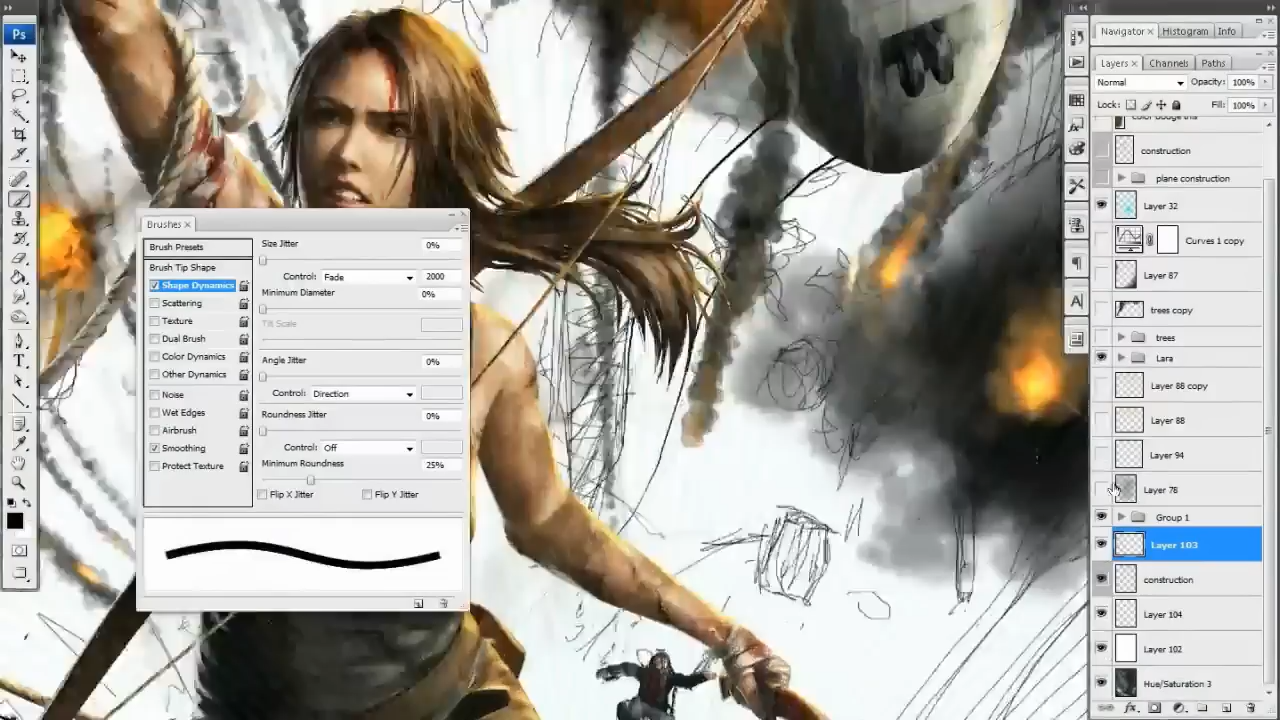 Ps
Navigator × Histogram Info
Layers × Channels Paths
Normal Opacity: 100%
Lock: Fill: 100%
construction
plane construction
Layer 32
Curves 1 copy
Layer 87
trees copy
trees
Lara
Layer 88 copy
Layer 88
Layer 94
Layer 78
Group 1
Layer 103
construction
Layer 104
Layer 102
Hue/Saturation 3
Brushes ×
Brush Presets
Brush Tip Shape
Shape Dynamics
Scattering
Texture
Dual Brush
Color Dynamics
Other Dynamics
Noise
Wet Edges
Airbrush
Smoothing
Protect Texture
Size Jitter 0%
Control: Fade 2000
Minimum Diameter 0%
Tilt Scale
Angle Jitter 0%
Control: Direction
Roundness Jitter 0%
Control: Off
Minimum Roundness 25%
Flip X Jitter Flip Y Jitter